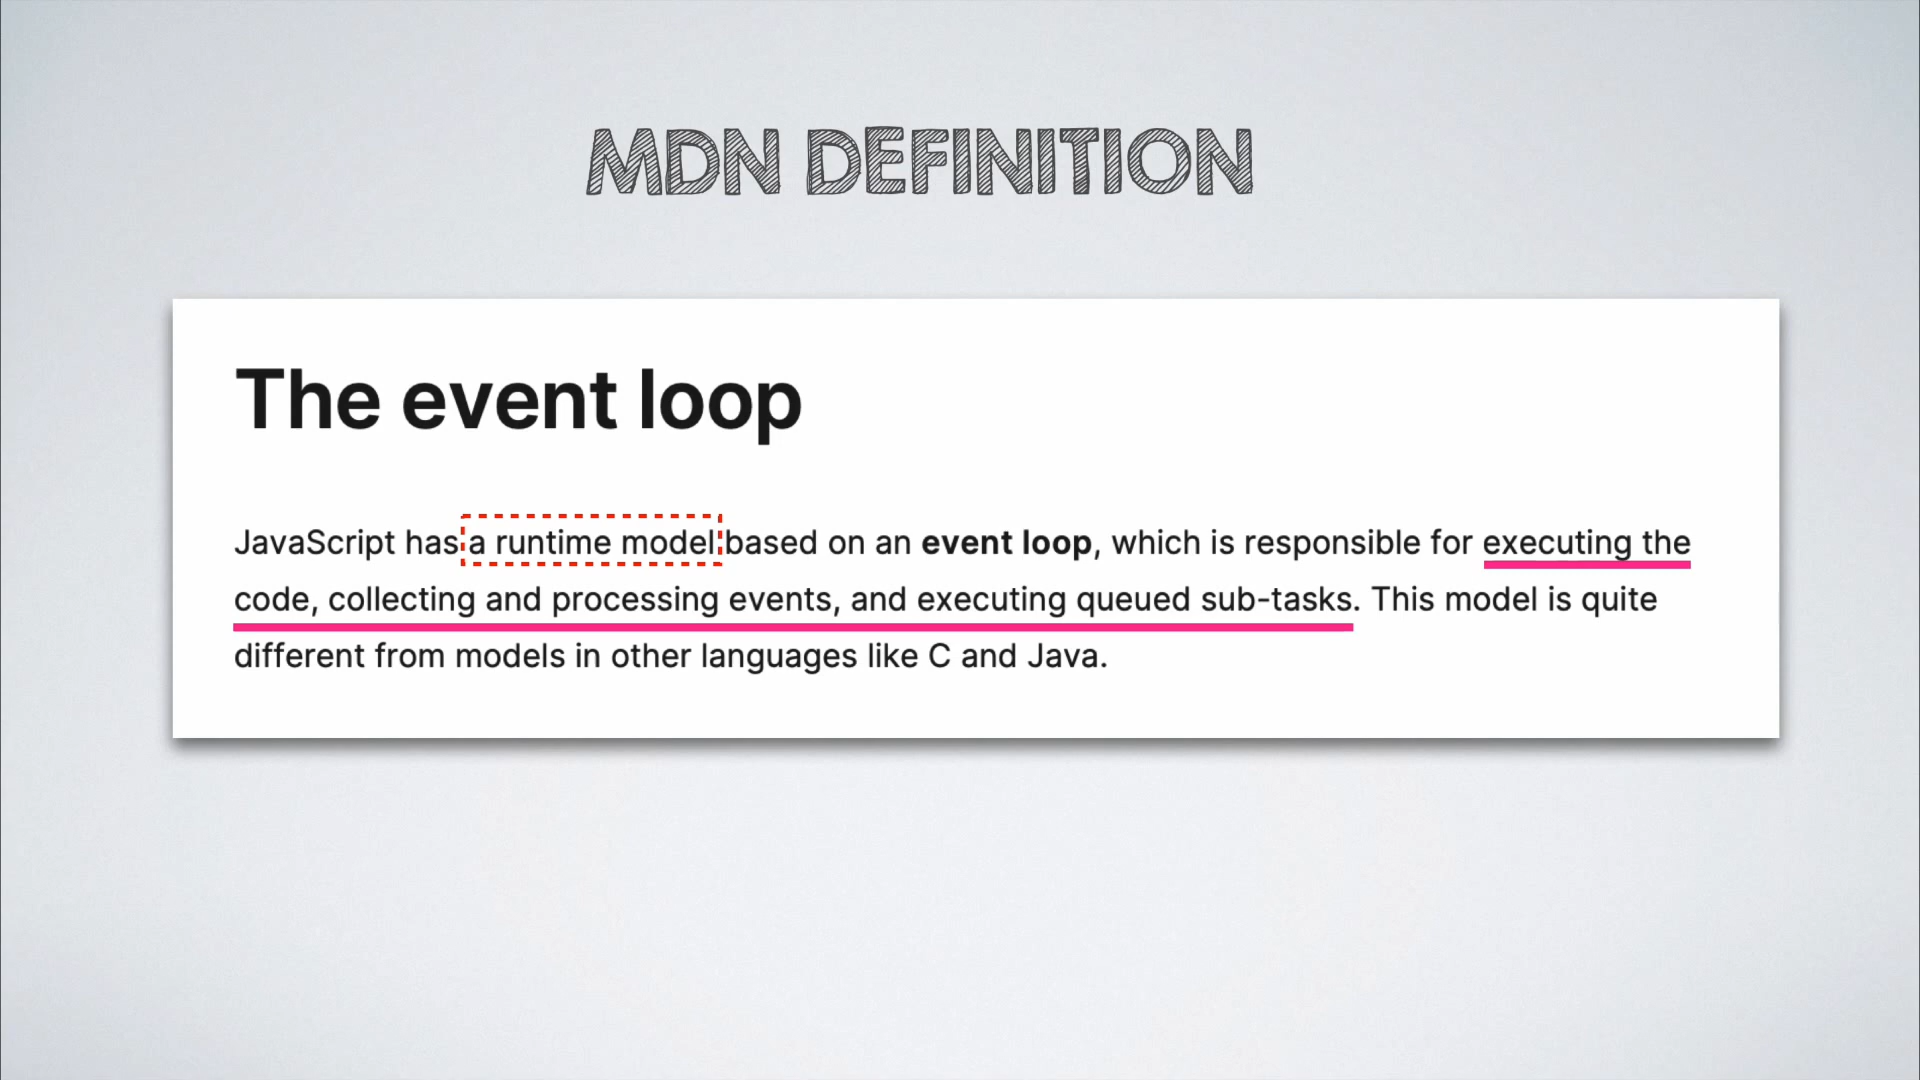 MDN DEFINITION
The event loop
JavaScript has a runtime model based on an event loop, which is responsible for executing the
code, collecting and processing events, and executing queued sub-tasks. This model is quite
different from models in other languages like C and Java.